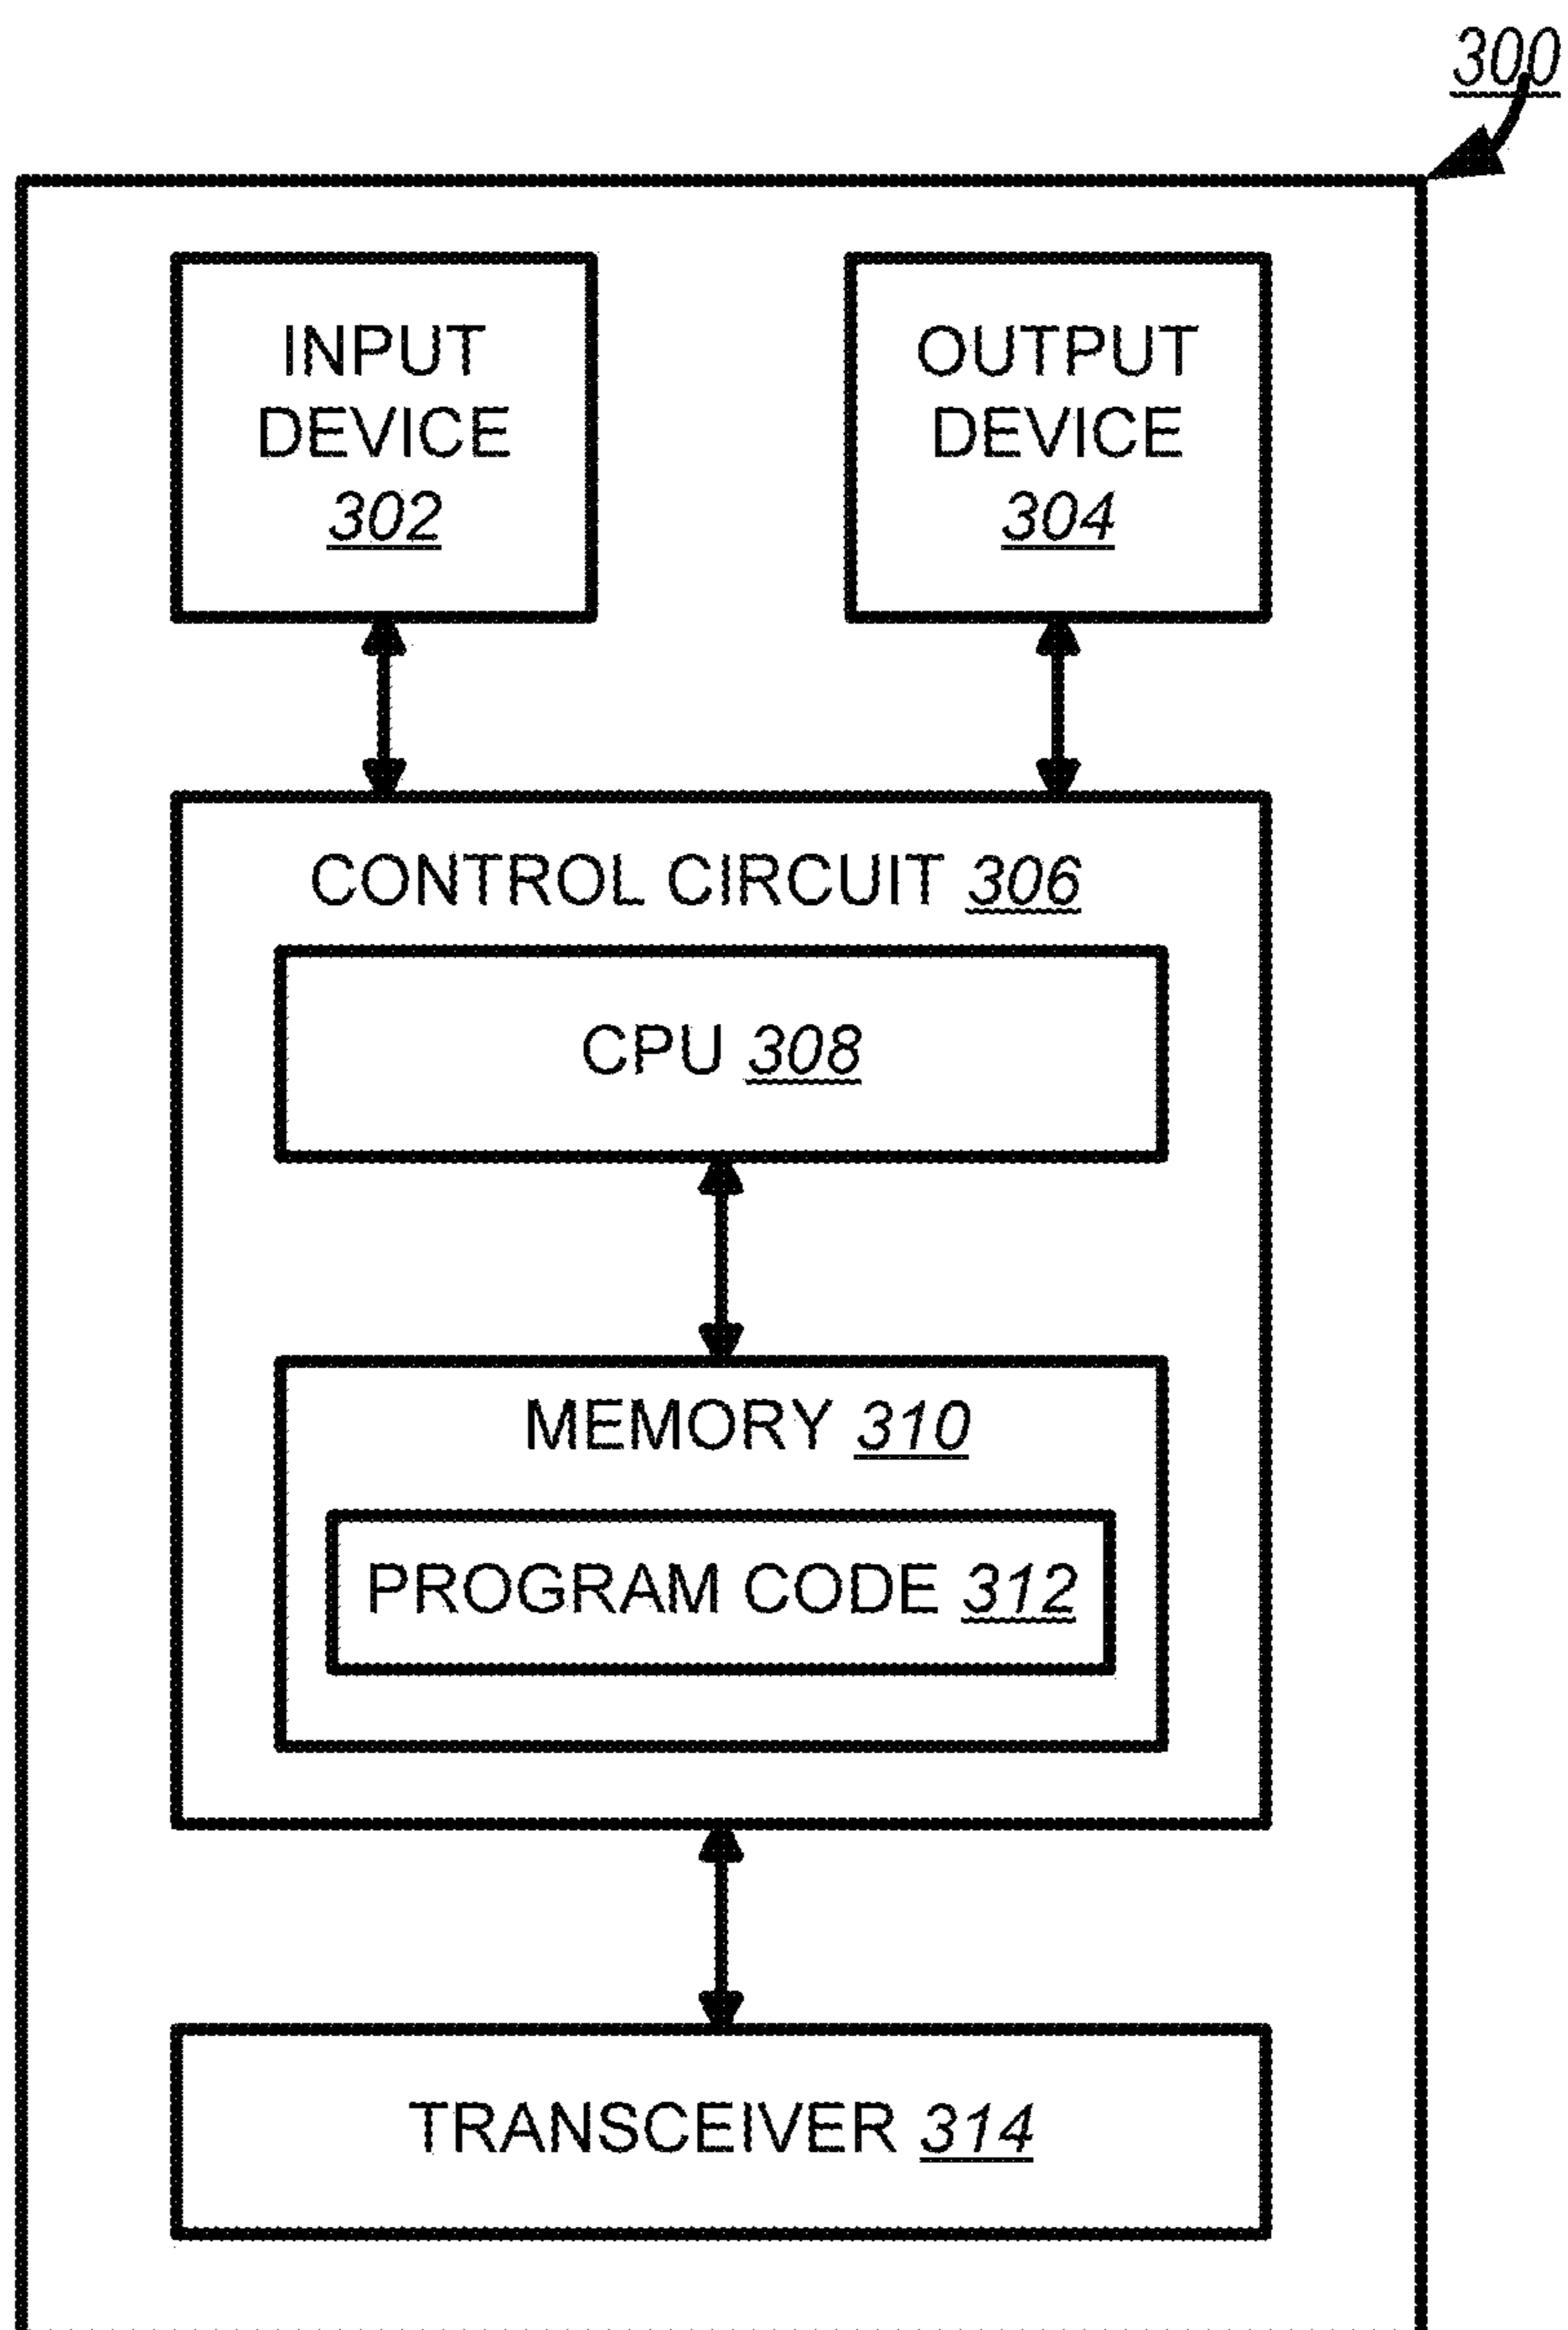 300
INPUT
DEVICE
302
OUTPUT
DEVICE
304
CONTROL CIRCUIT 306
CPU 308
MEMORY 310
PROGRAM CODE 312
TRANSCEIVER 314